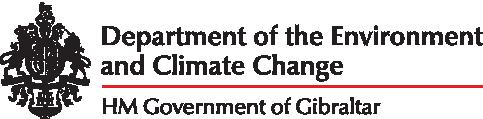 Department of the Environment
and Climate Change
HM Government of Gibraltar